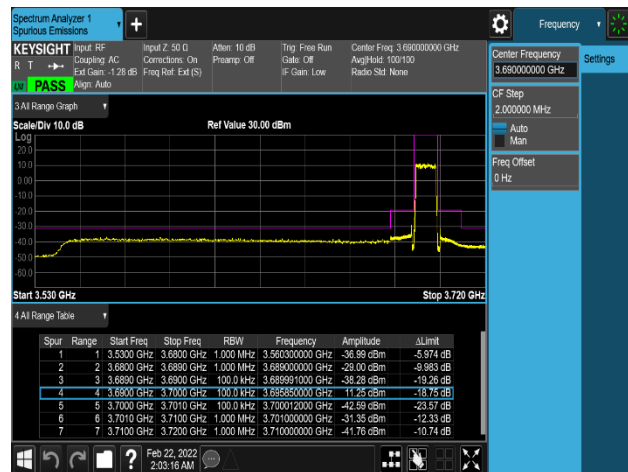 Spectrum Analyzer 1
Spurious Emissions
Frequency
KEYSIGHT Input: RF Input Z: 50 Ω Atten: 10 dB Trig: Free Run Center Freq: 3.690000000 GHz
R T Coupling: AC Corrections: On Preamp: Off Gate: Off Avg|Hold: 100/100
Ext Gain: -1.28 dB Freq Ref: Ext (S) IF Gain: Low Radio Std: None
PASS Align: Auto
Center Frequency
3.690000000 GHz
Settings
CF Step
2.000000 MHz
Auto
Man
Freq Offset
0 Hz
3 All Range Graph
Scale/Div 10.0 dB Ref Value 30.00 dBm
Log
20.0
10.0
0.00
-10.0
-20.0
-30.0
-40.0
-50.0
-60.0
Start 3.530 GHz Stop 3.720 GHz
4 All Range Table
Spur Range Start Freq Stop Freq RBW Frequency Amplitude ΔLimit
1 1 3.5300 GHz 3.6800 GHz 1.000 MHz 3.560300000 GHz -36.99 dBm -5.974 dB
2 2 3.6800 GHz 3.6890 GHz 1.000 MHz 3.689000000 GHz -29.00 dBm -9.983 dB
3 3 3.6890 GHz 3.6900 GHz 100.0 kHz 3.689991000 GHz -38.28 dBm -19.26 dB
4 4 3.6900 GHz 3.7000 GHz 100.0 kHz 3.695850000 GHz 11.25 dBm -18.75 dB
5 5 3.7000 GHz 3.7010 GHz 100.0 kHz 3.700012000 GHz -42.59 dBm -23.57 dB
6 6 3.7010 GHz 3.7100 GHz 1.000 MHz 3.701000000 GHz -31.35 dBm -12.33 dB
7 7 3.7100 GHz 3.7200 GHz 1.000 MHz 3.710000000 GHz -41.76 dBm -10.74 dB
Feb 22, 2022
2:03:16 AM